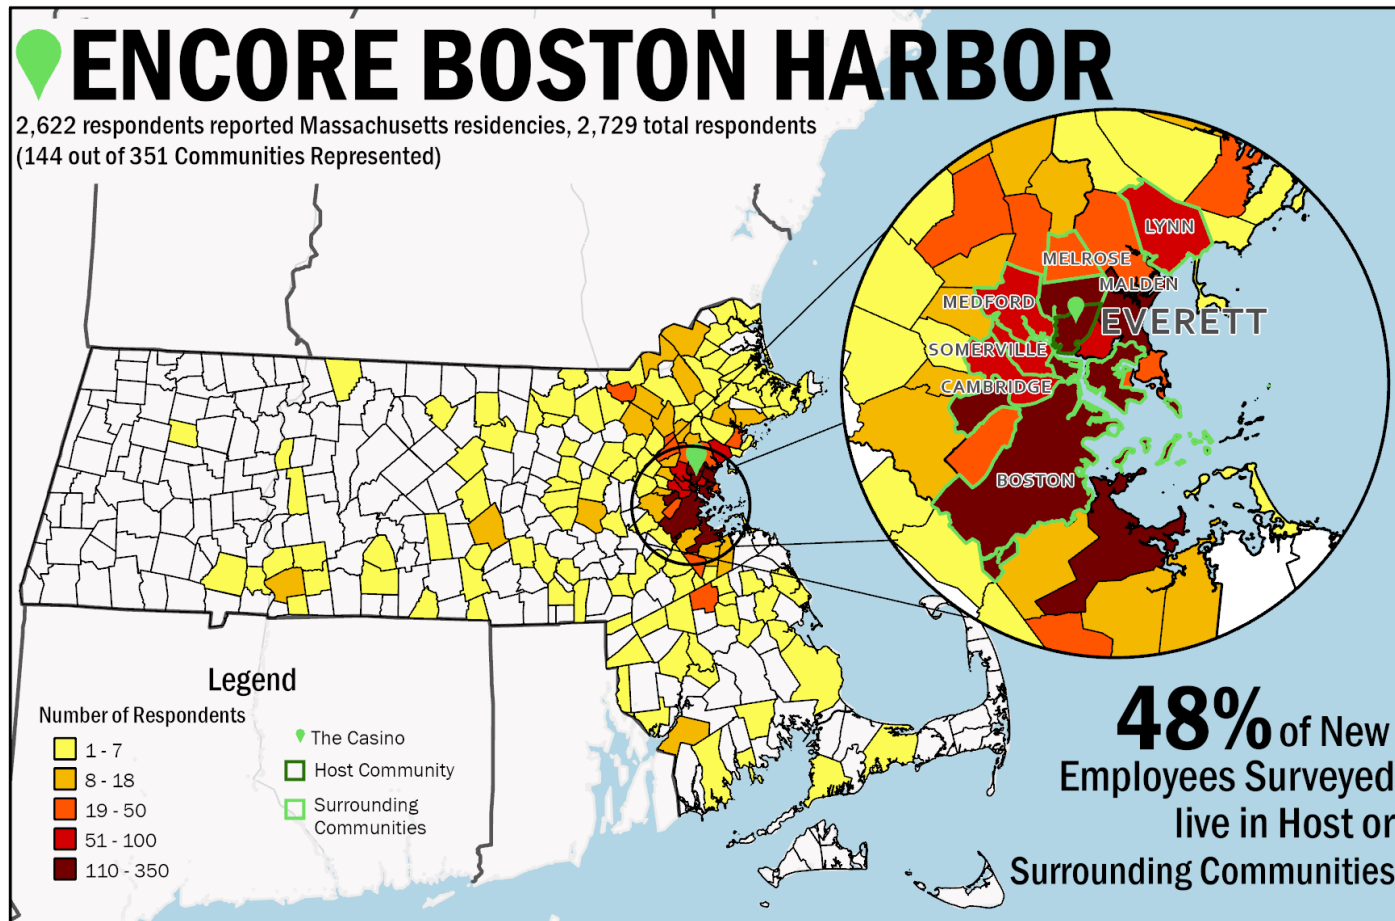 ENCORE BOSTON HARBOR
2,622 respondents reported Massachusetts residencies, 2,729 total respondents
(144 out of 351 Communities Represented)
LYNN
MELROSE
MALDEN
MEDFORD
EVERETT
SOMERVILLE
CAMBRIDGE
BOSTON
Legend
Number of Respondents
1 - 7
8 - 18
19 - 50
51 - 100
110 - 350
The Casino
Host Community
Surrounding
Communities
48% of New
Employees Surveyed
live in Host or
Surrounding Communities